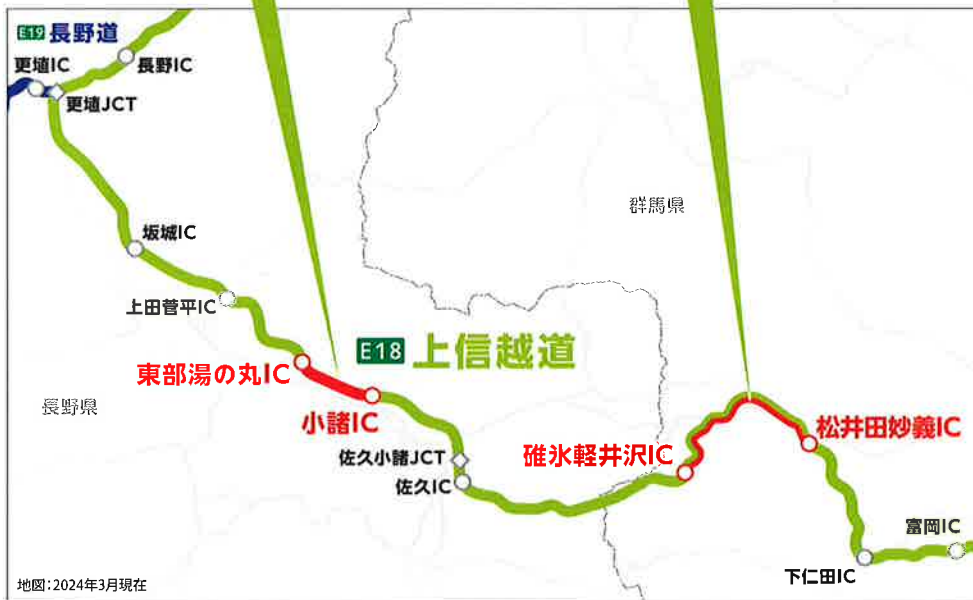 E19 長野道
更埴IC
長野IC
更埴JCT
群馬県
坂城IC
上田菅平IC
E18 上信越道
東部湯の丸IC
長野県
小諸IC
松井田妙義IC
碓氷軽井沢IC
佐久小諸JCT
佐久IC
富岡IC
下仁田IC
地図:2024年3月現在